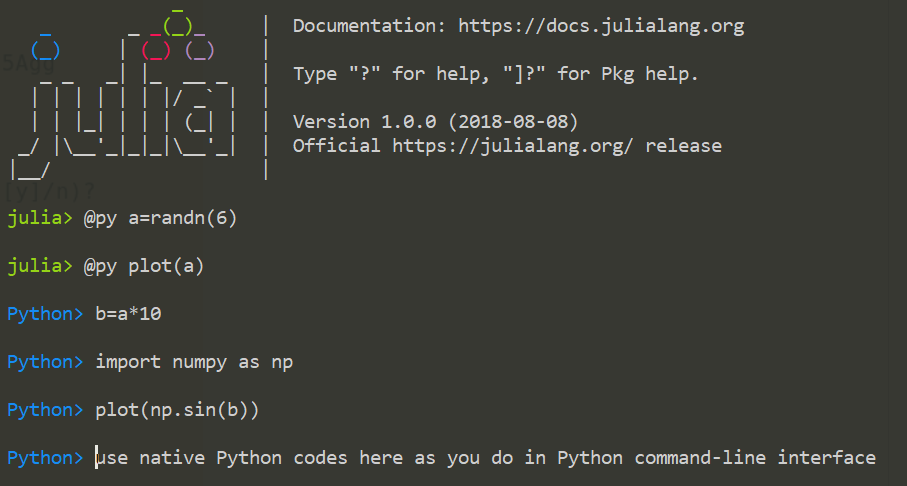 Documentation: https://docs.julialang.org
Type "?" for help, "]?" for Pkg help.
Version 1.0.0 (2018-08-08)
Official https://julialang.org/ release
[y]/n)?
julia> @py a=randn(6)
julia> @py plot(a)
Python> b=a*10
Python> import numpy as np
Python> plot(np.sin(b))
Python> use native Python codes here as you do in Python command-line interface